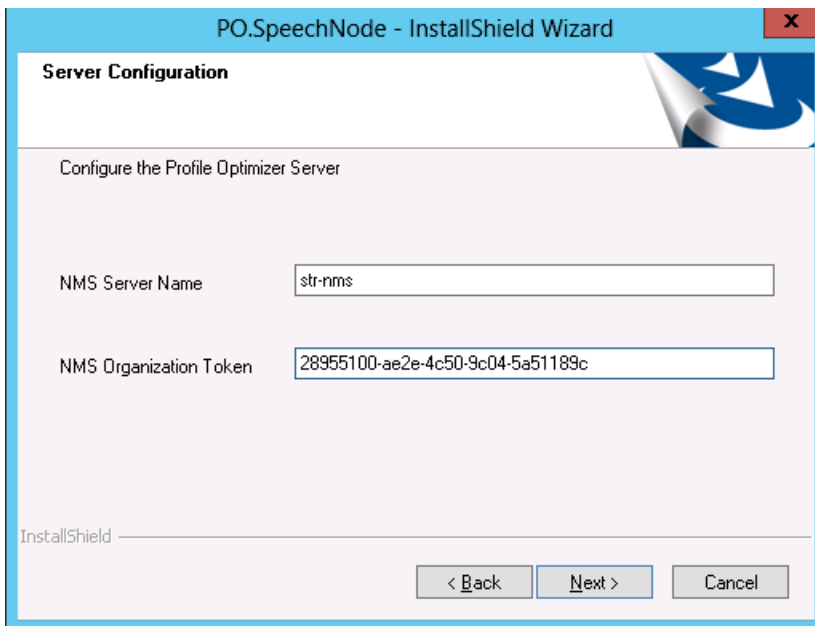 PO.SpeechNode - InstallShield Wizard
x
Server Configuration
Configure the Profile Optimizer Server
NMS Server Name
str-nms
NMS Organization Token
28955100-ae2e-4c50-9c04-5a51189c
InstallShield
< Back
Next >
Cancel